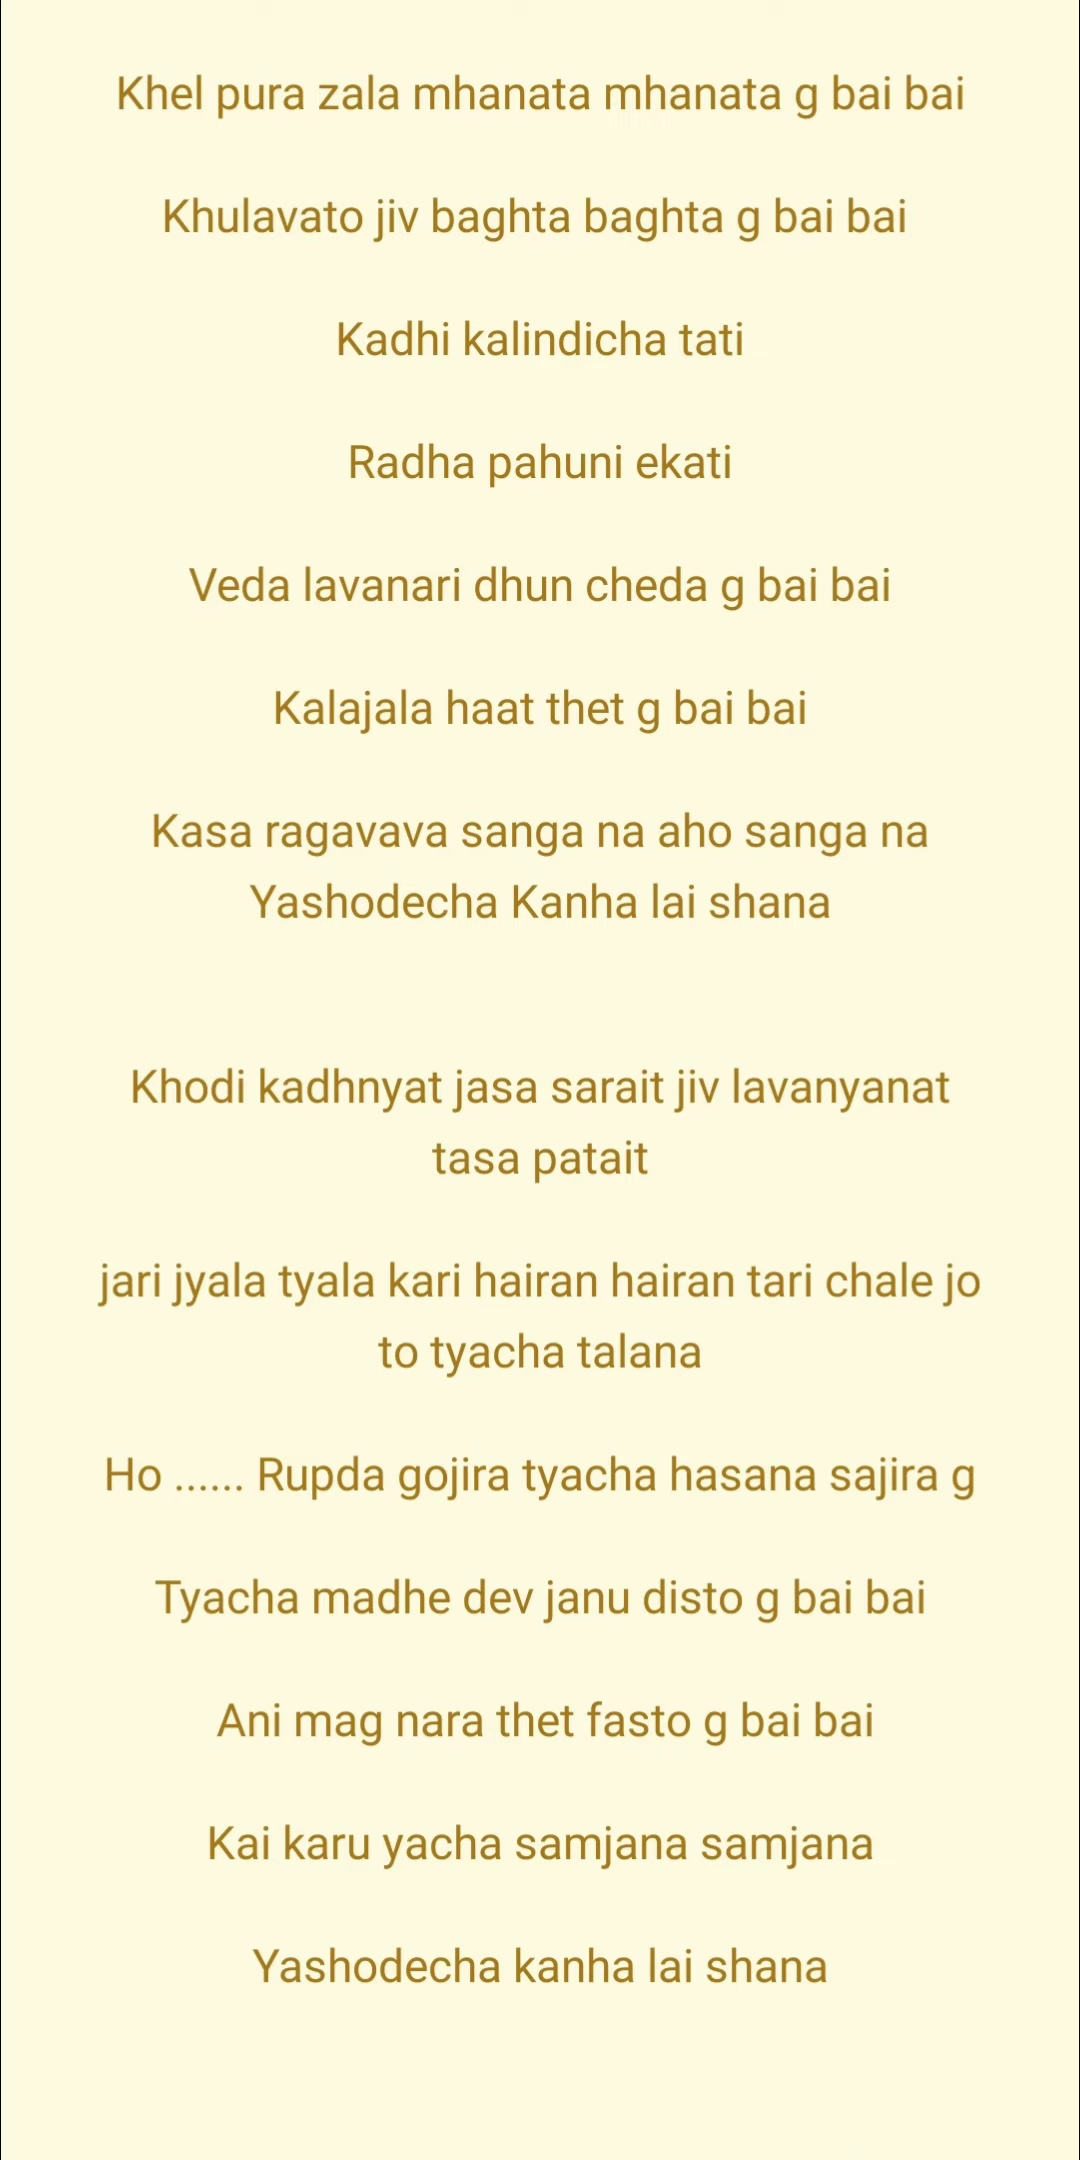 Khel pura zala mhanata mhanata g bai bai
Khulavato jiv baghta baghta g bai bai
Kadhi kalindicha tati
Radha pahuni ekati
Veda lavanari dhun cheda g bai bai
Kalajala haat thet g bai bai
Kasa ragavava sanga na aho sanga na
Yashodecha Kanha lai shana
Khodi kadhnyat jasa sarait jiv lavanyanat
tasa patait
jari jyala tyala kari hairan hairan tari chale jo
to tyacha talana
Ho ...... Rupda gojira tyacha hasana sajira g
Tyacha madhe dev janu disto g bai bai
Ani mag nara thet fasto g bai bai
Kai karu yacha samjana samjana
Yashodecha kanha lai shana